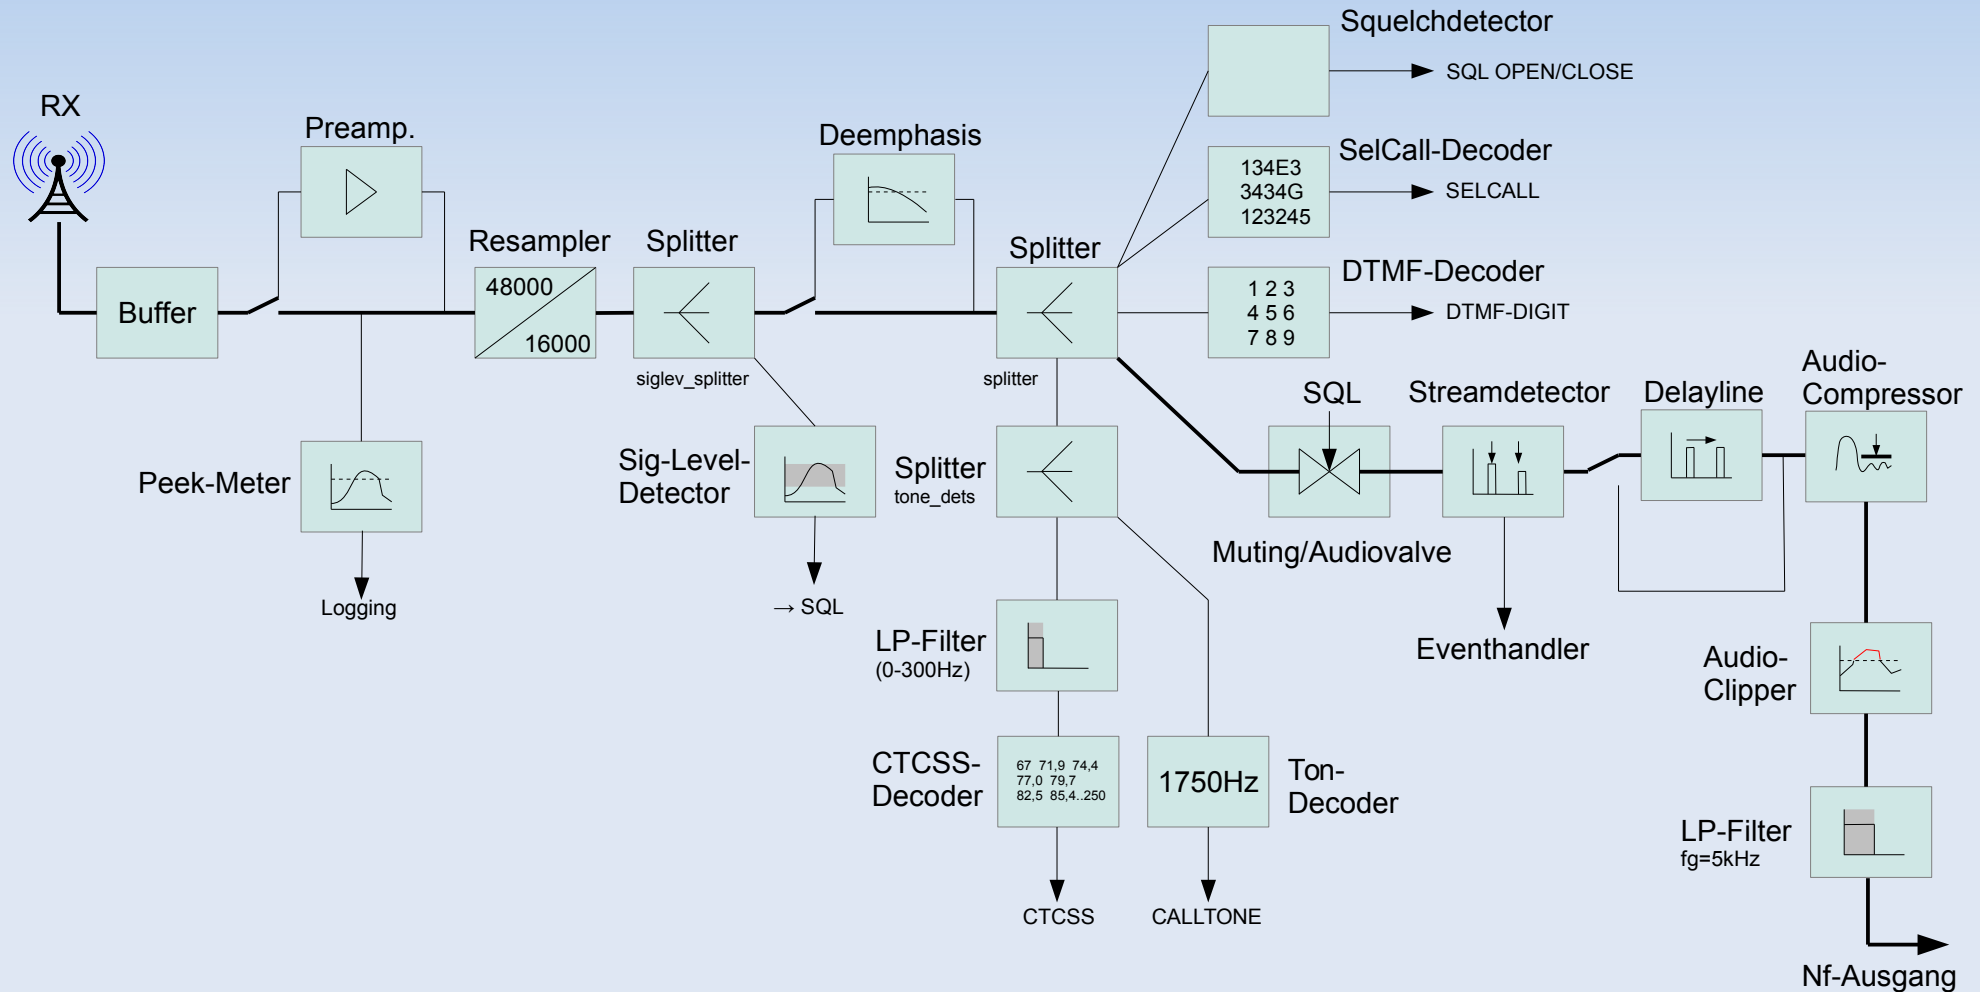 Squelchdetector
SQL OPEN/CLOSE
RX
Preamp.
Deemphasis
SelCall-Decoder
134E3
3434G
123245
SELCALL
Resampler
Splitter
Splitter
DTMF-Decoder
48000
16000
Buffer
1 2 3
4 5 6
7 8 9
DTMF-DIGIT
siglev_splitter
splitter
SQL
Streamdetector
Delayline
Audio-
Compressor
Peek-Meter
Sig-Level-
Detector
Splitter
tone_dets
Muting/Audiovalve
Logging
→ SQL
LP-Filter
(0-300Hz)
Eventhandler
Audio-
Clipper
CTCSS-
Decoder
67 71,9 74,4
77,0 79,7
82,5 85,4..250
1750Hz
Ton-
Decoder
LP-Filter
fg=5kHz
CTCSS
CALLTONE
Nf-Ausgang